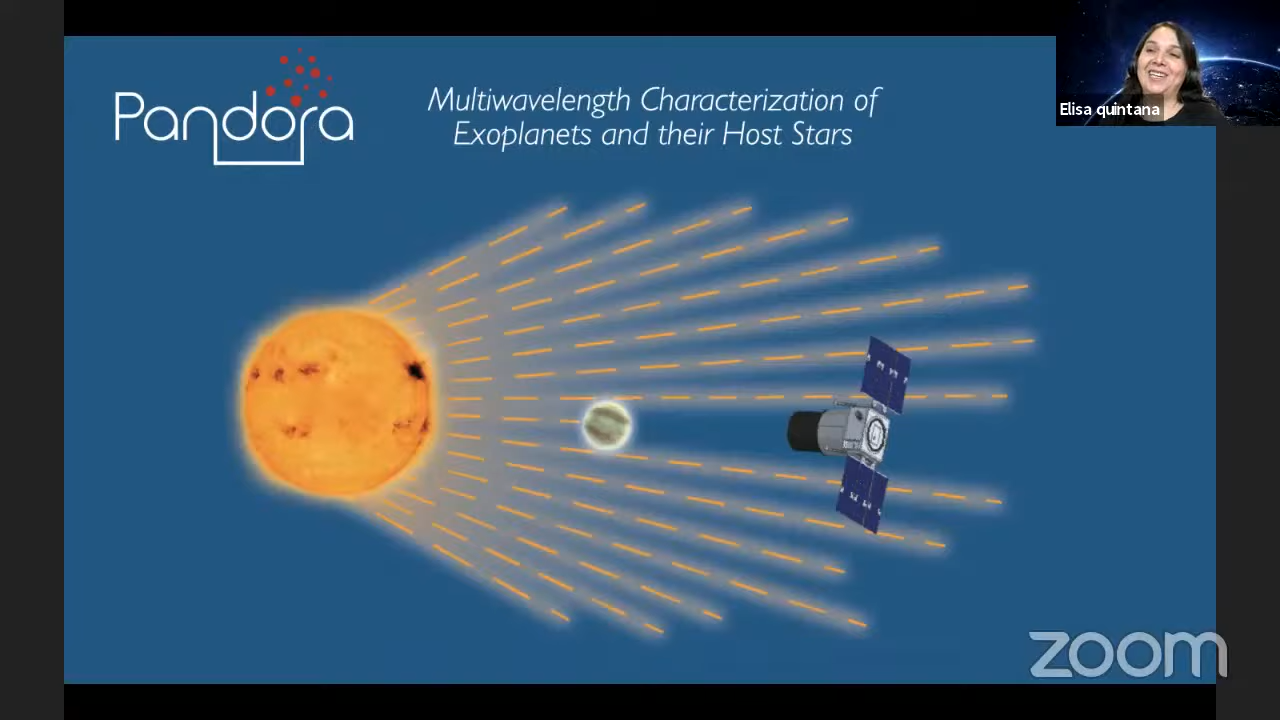 Pandora
Multiwavelength Characterization of
Exoplanets and their Host Stars
Elisa quintana
zoom